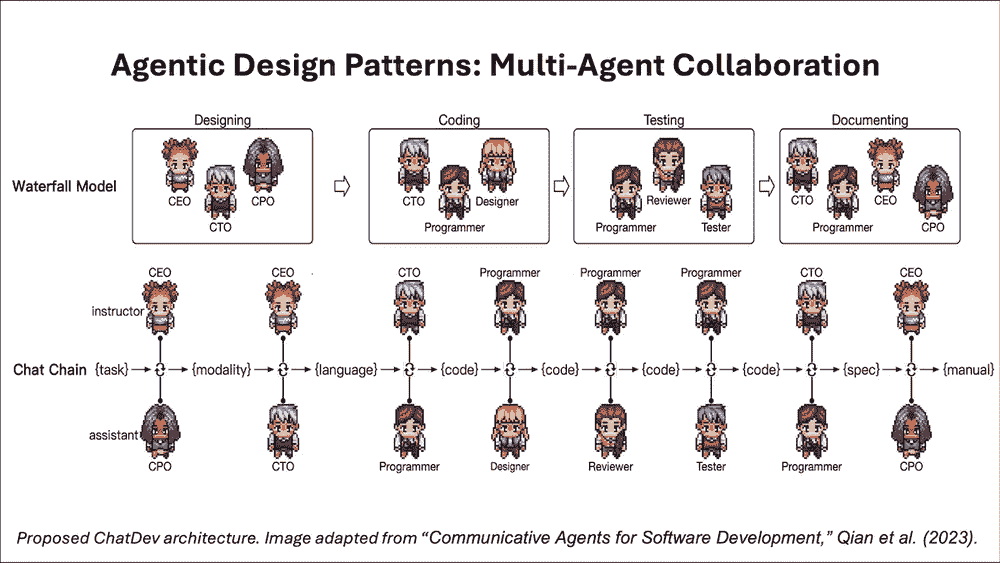 Agentic Design Patterns: Multi-Agent Collaboration
Designing Coding Testing Documenting
Waterfall Model
CEO CTO CPO
CTO Programmer Designer
Programmer Reviewer Tester
CTO Programmer CEO CPO
CEO CEO CTO Programmer Programmer Programmer CTO CEO
instructor
Chat Chain {task} {modality} {language} {code} {code} {code} {code} {spec} {manual}
assistant
CPO CTO Programmer Designer Reviewer Tester Programmer CPO
Proposed ChatDev architecture. Image adapted from “Communicative Agents for Software Development,” Qian et al. (2023).